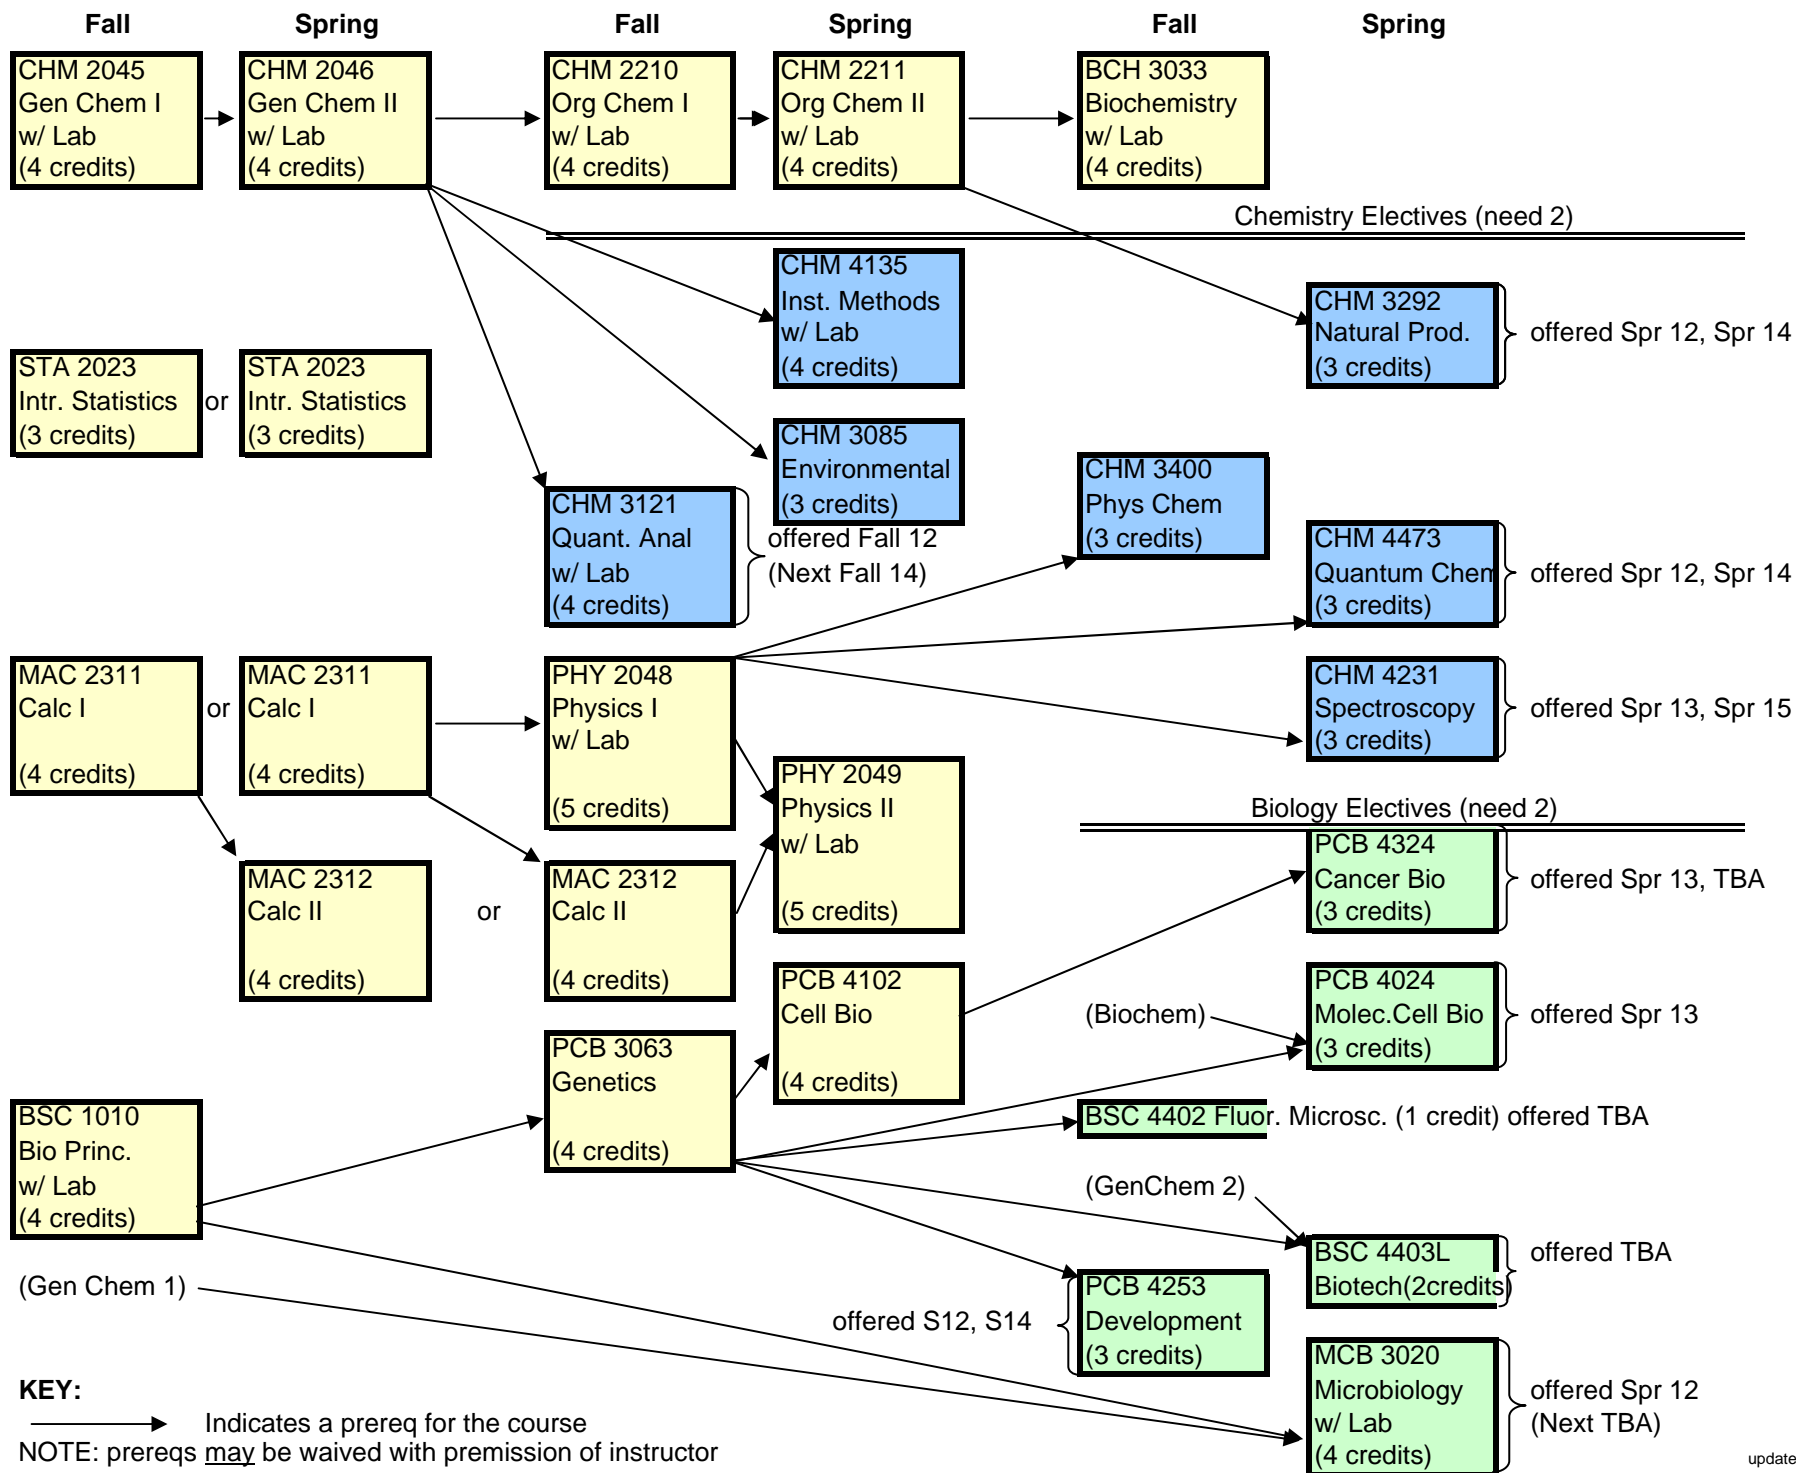 Fall Spring Fall Spring Fall Spring
CHM 2045
Gen Chem I
w/ Lab
(4 credits)
CHM 2046
Gen Chem II
w/ Lab
(4 credits)
CHM 2210
Org Chem I
w/ Lab
(4 credits)
CHM 2211
Org Chem II
w/ Lab
(4 credits)
BCH 3033
Biochemistry
w/ Lab
(4 credits)
Chemistry Electives (need 2)
CHM 4135
Inst. Methods
w/ Lab
(4 credits)
CHM 3292
Natural Prod.
(3 credits)
offered Spr 12, Spr 14
STA 2023
Intr. Statistics
(3 credits)
or
STA 2023
Intr. Statistics
(3 credits)
CHM 3085
Environmental
(3 credits)
CHM 3400
Phys Chem
(3 credits)
CHM 3121
Quant. Anal
w/ Lab
(4 credits)
offered Fall 12
(Next Fall 14)
CHM 4473
Quantum Chem
(3 credits)
offered Spr 12, Spr 14
MAC 2311
Calc I
(4 credits)
or
MAC 2311
Calc I
(4 credits)
PHY 2048
Physics I
w/ Lab
(5 credits)
CHM 4231
Spectroscopy
(3 credits)
offered Spr 13, Spr 15
PHY 2049
Physics II
w/ Lab
(5 credits)
Biology Electives (need 2)
MAC 2312
Calc II
(4 credits)
or
MAC 2312
Calc II
(4 credits)
PCB 4324
Cancer Bio
(3 credits)
offered Spr 13, TBA
PCB 4102
Cell Bio
(4 credits)
(Biochem)
PCB 4024
Molec.Cell Bio
(3 credits)
offered Spr 13
PCB 3063
Genetics
(4 credits)
BSC 1010
Bio Princ.
w/ Lab
(4 credits)
BSC 4402 Fluor. Microsc. (1 credit) offered TBA
(GenChem 2)
BSC 4403L
Biotech(2credits)
offered TBA
(Gen Chem 1)
offered S12, S14
PCB 4253
Development
(3 credits)
MCB 3020
Microbiology
w/ Lab
(4 credits)
offered Spr 12
(Next TBA)
KEY:
Indicates a prereq for the course
NOTE: prereqs may be waived with premission of instructor
update